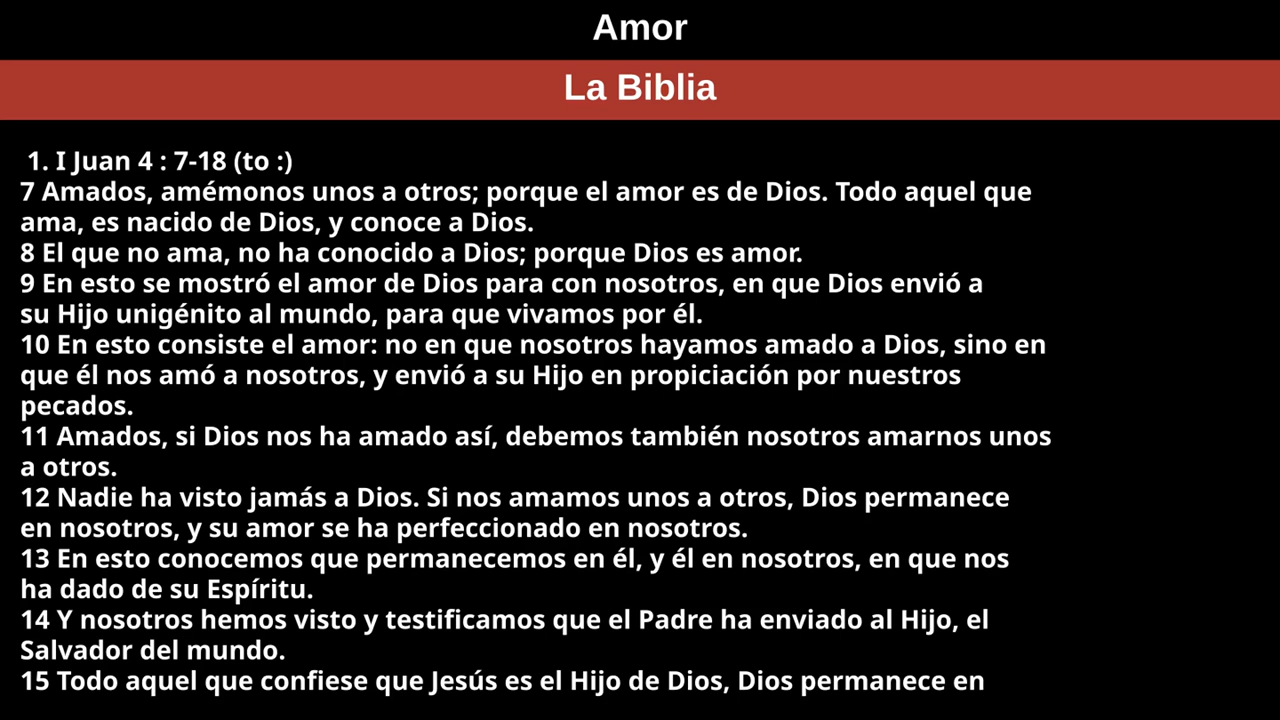 Amor
La Biblia
1. I Juan 4 : 7-18 (to :)
7 Amados, amémonos unos a otros; porque el amor es de Dios. Todo aquel que
ama, es nacido de Dios, y conoce a Dios.
8 El que no ama, no ha conocido a Dios; porque Dios es amor.
9 En esto se mostró el amor de Dios para con nosotros, en que Dios envió a
su Hijo unigénito al mundo, para que vivamos por él.
10 En esto consiste el amor: no en que nosotros hayamos amado a Dios, sino en
que él nos amó a nosotros, y envió a su Hijo en propiciación por nuestros
pecados.
11 Amados, si Dios nos ha amado así, debemos también nosotros amarnos unos
a otros.
12 Nadie ha visto jamás a Dios. Si nos amamos unos a otros, Dios permanece
en nosotros, y su amor se ha perfeccionado en nosotros.
13 En esto conocemos que permanecemos en él, y él en nosotros, en que nos
ha dado de su Espíritu.
14 Y nosotros hemos visto y testificamos que el Padre ha enviado al Hijo, el
Salvador del mundo.
15 Todo aquel que confiese que Jesús es el Hijo de Dios, Dios permanece en